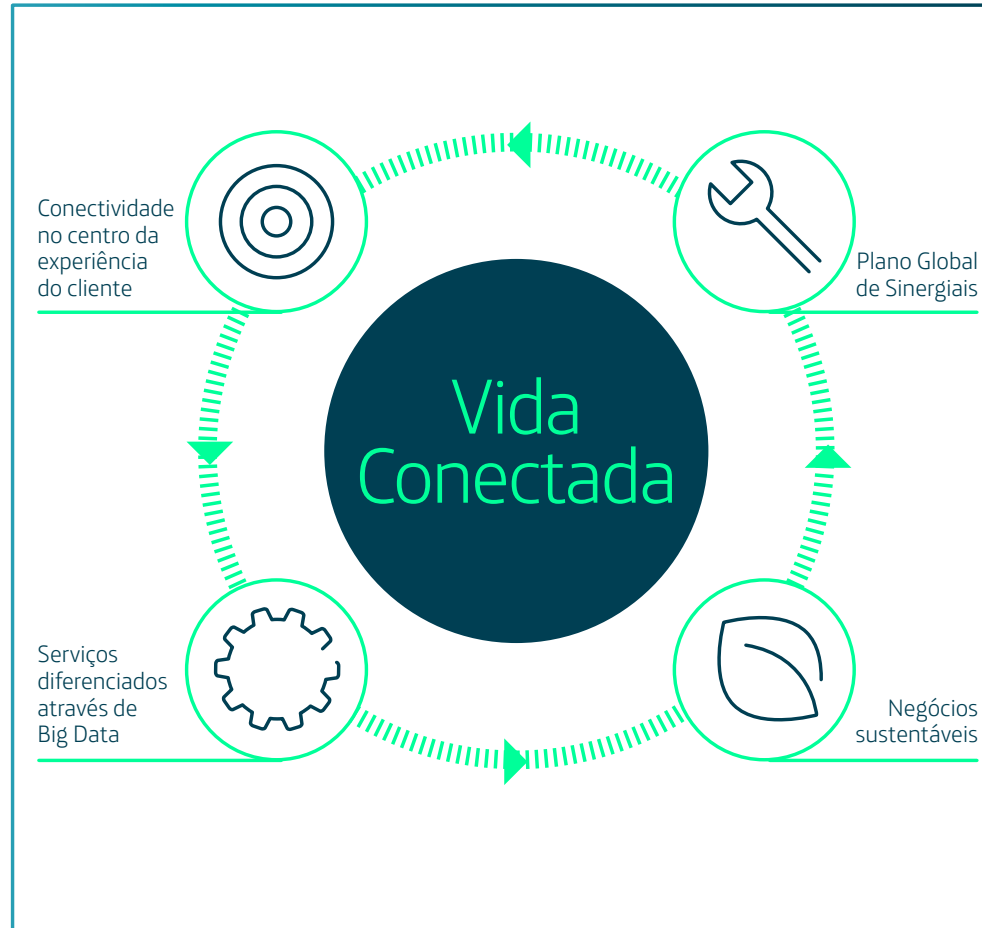 Conectividade
no centro da
experiência
do cliente
Plano Global
de Sinergiais
Vida
Conectada
Serviços
diferenciados
através de
Big Data
Negócios
sustentáveis